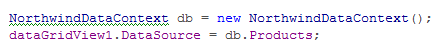 NorthwindDataContext db = new NorthwindDataContext();
dataGridView1.DataSource = db.Products;